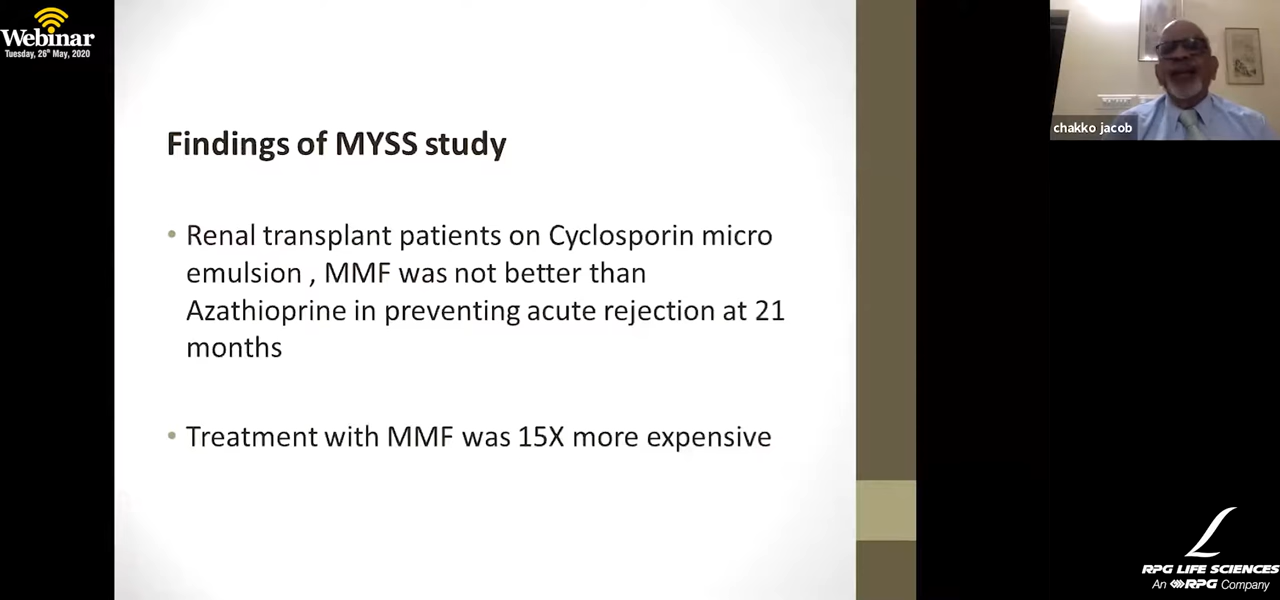 Webinar
Tuesday, 26th May, 2020
Findings of MYSS study
• Renal transplant patients on Cyclosporin micro
emulsion , MMF was not better than
Azathioprine in preventing acute rejection at 21
months
• Treatment with MMF was 15X more expensive
chakko jacob
RPG LIFE SCIENCES
An RPG Company